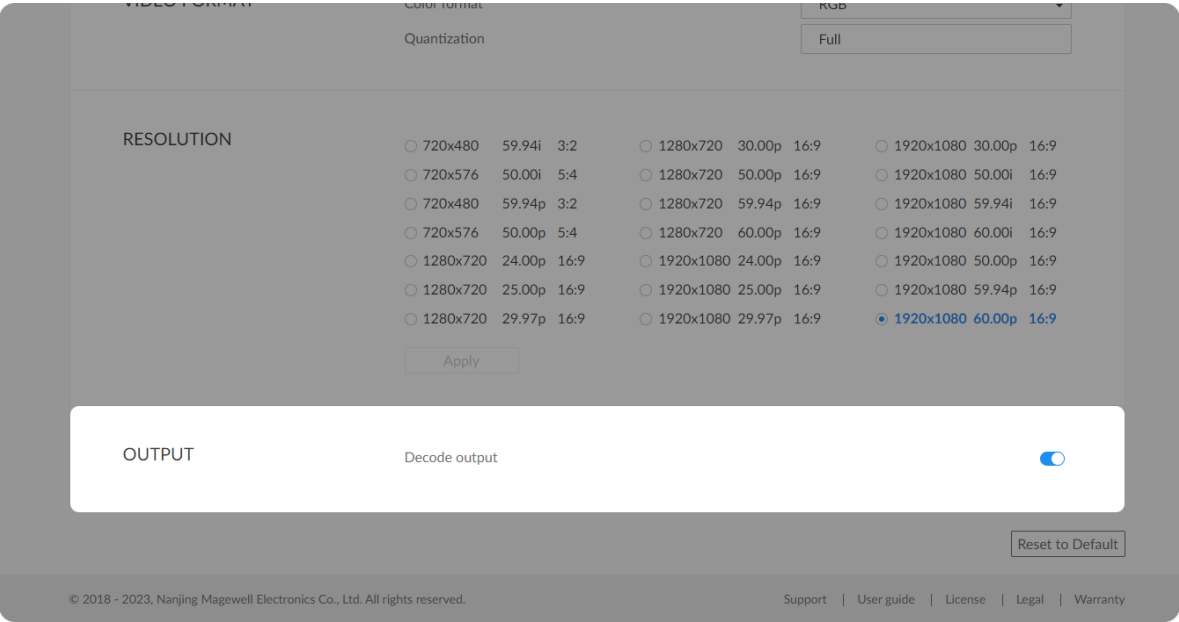 VIDEO FORMAT
Color format
RGB
Quantization
Full
RESOLUTION
720x480 59.94i 3:2
1280x720 30.00p 16:9
1920x1080 30.00p 16:9
720x576 50.00i 5:4
1280x720 50.00p 16:9
1920x1080 50.00i 16:9
720x480 59.94p 3:2
1280x720 59.94p 16:9
1920x1080 59.94i 16:9
720x576 50.00p 5:4
1280x720 60.00p 16:9
1920x1080 60.00i 16:9
1280x720 24.00p 16:9
1920x1080 24.00p 16:9
1920x1080 50.00p 16:9
1280x720 25.00p 16:9
1920x1080 25.00p 16:9
1920x1080 59.94p 16:9
1280x720 29.97p 16:9
1920x1080 29.97p 16:9
1920x1080 60.00p 16:9
Apply
OUTPUT
Decode output
Reset to Default
© 2018 - 2023, Nanjing Magewell Electronics Co., Ltd. All rights reserved.
Support | User guide | License | Legal | Warranty